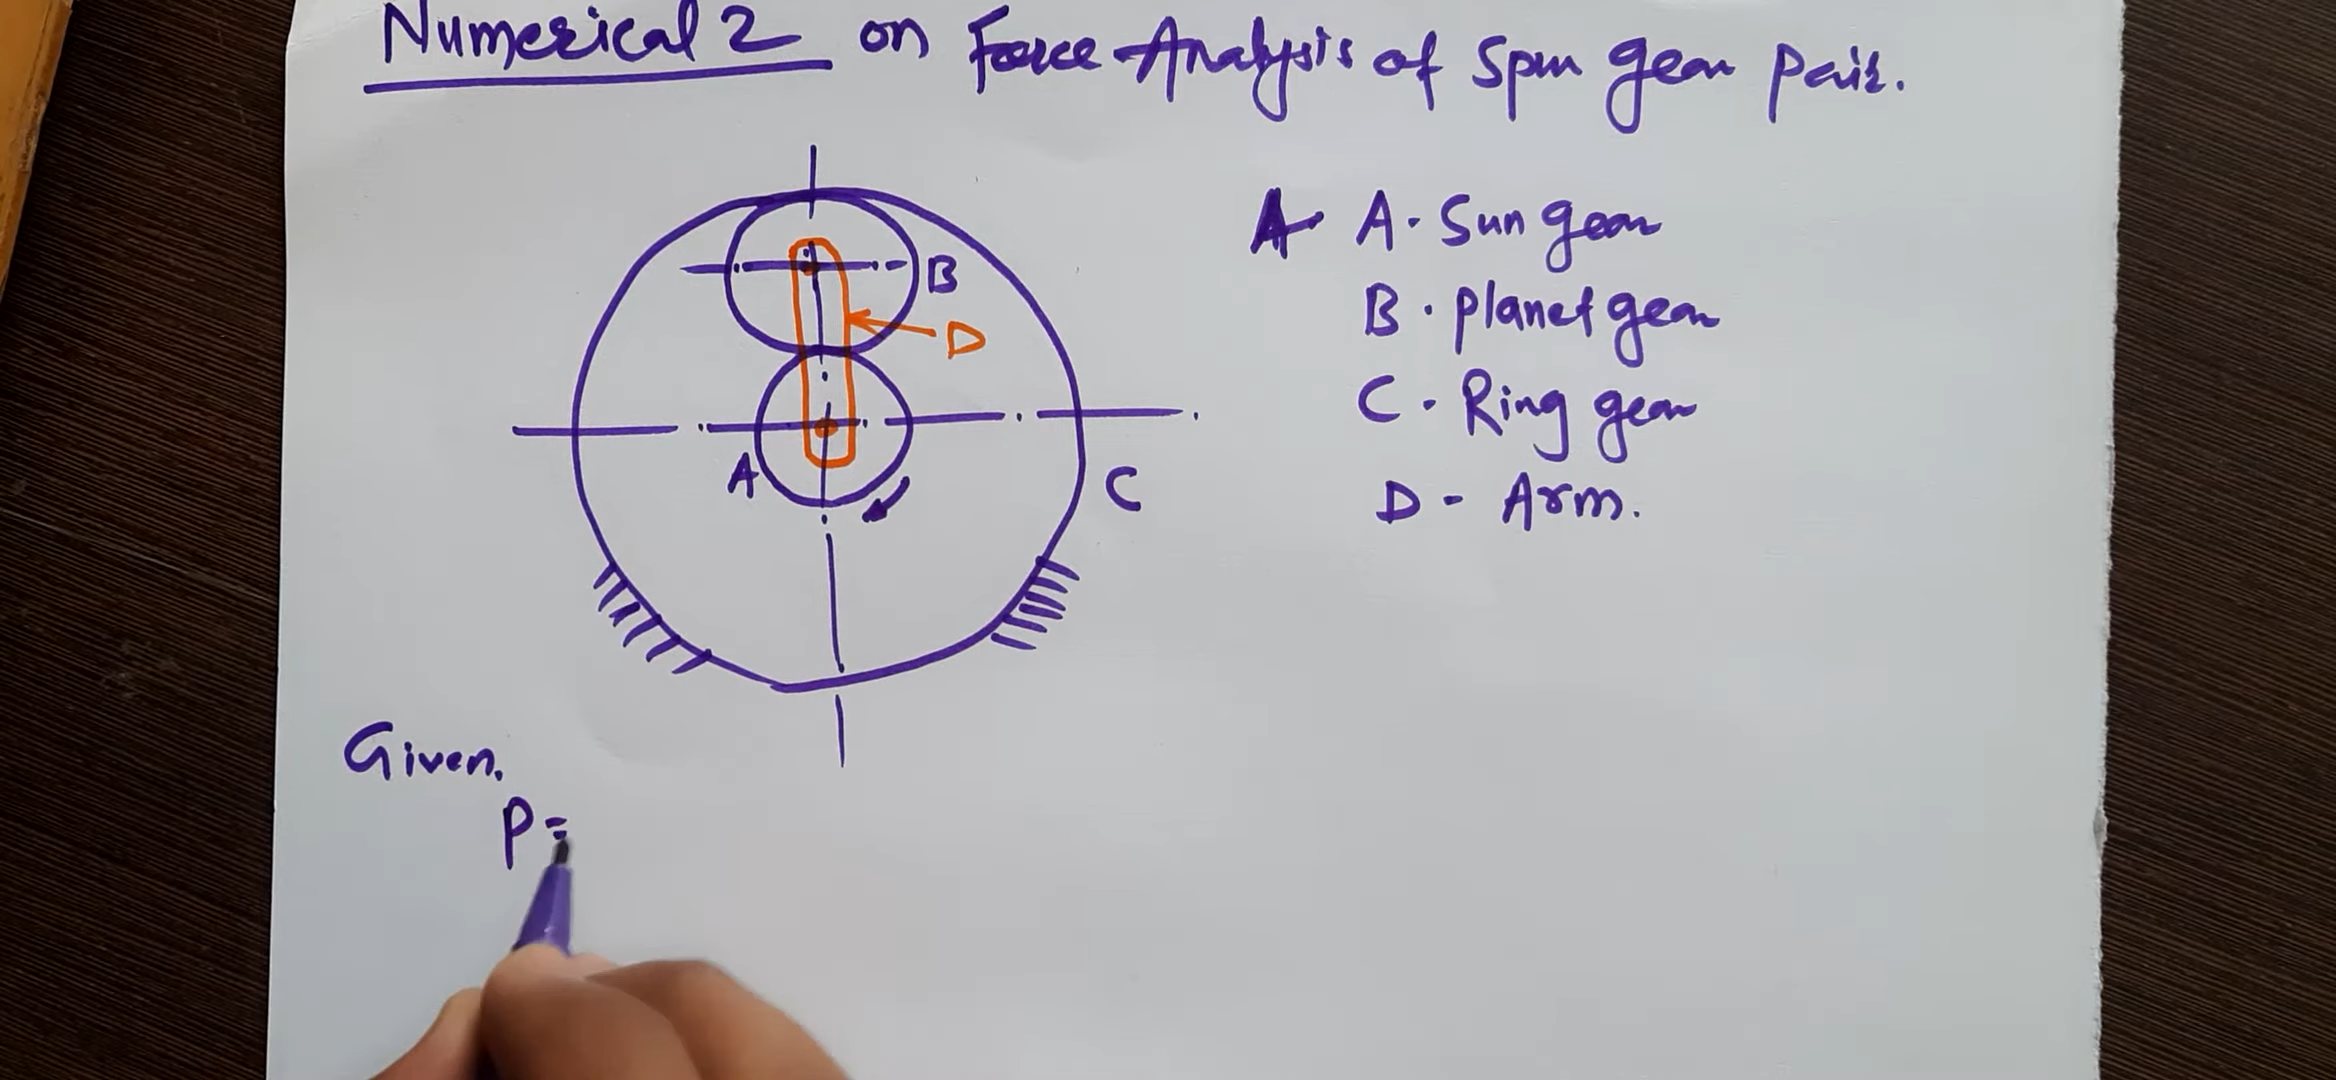 Numerical 2 on Force Analysis of Spur gear pair.
A A. Sun gear
B. planet gear
C. Ring gear
D - Arm.
B
D
A
C
Given.
P=